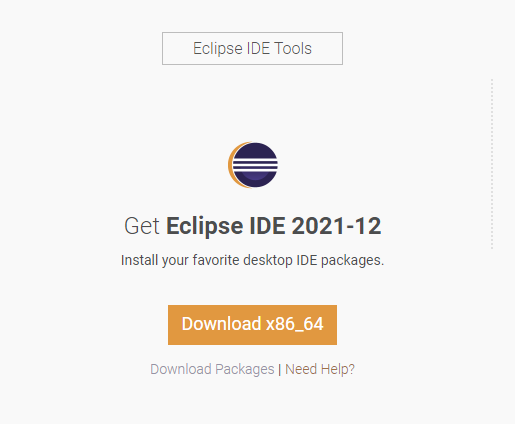 Eclipse IDE Tools
Get Eclipse IDE 2021-12
Install your favorite desktop IDE packages.
Download x86_64
Download Packages | Need Help?